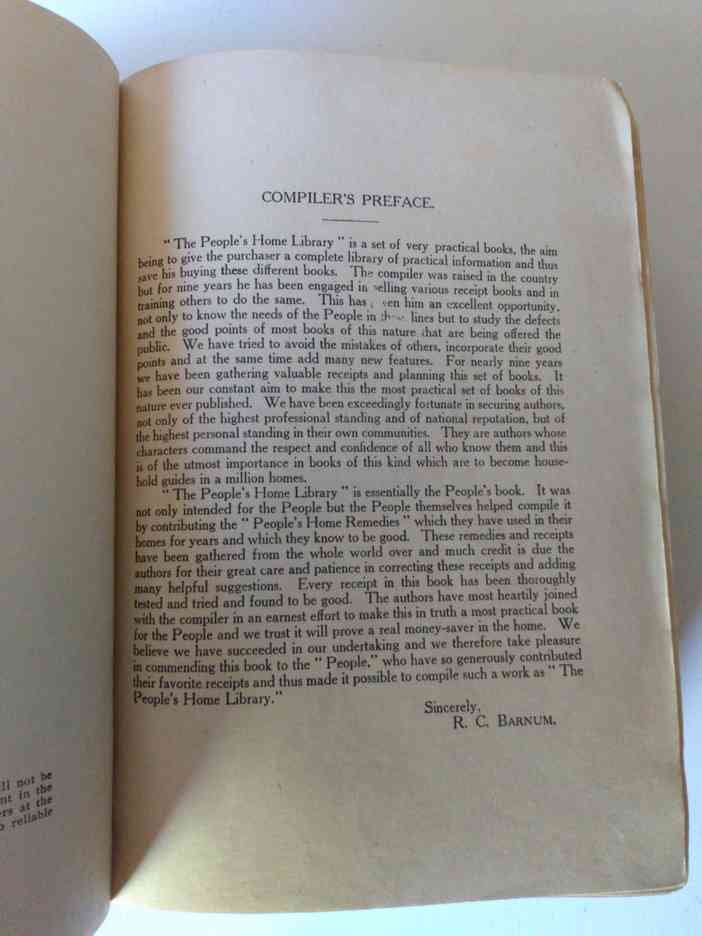 ll not be
nt in the
rs at the
o reliable
COMPILER'S PREFACE.
" The People's Home Library " is a set of very practical books, the aim
being to give the purchaser a complete library of practical information and thus
save his buying these different books. The compiler was raised in the country
but for nine years he has been engaged in selling various receipt books and in
training others to do the same. This has him an excellent opportunity,
not only to know the needs of the People in lines but to study the defects
and the good points of most books of this nature that are being offered the
public. We have tried to avoid the mistakes of others, incorporate their good
points and at the same time add many new features. For nearly nine years
we have been gathering valuable receipts and planning this set of books. It
has been our constant aim to make this the most practical set of books of this
nature ever published. We have been exceedingly fortunate in securing authors,
not only of the highest professional standing and of national reputation, but of
the highest personal standing in their own communities. They are authors whose
characters command the respect and confidence of all who know them and this
is of the utmost importance in books of this kind which are to become house-
hold guides in a million homes.
" The People's Home Library " is essentially the People's book. It was
not only intended for the People but the People themselves helped compile it
by contributing the " People's Home Remedies " which they have used in their
homes for years and which they know to be good. These remedies and receipts
have been gathered from the whole world over and much credit is due the
authors for their great care and patience in correcting these receipts and adding
many helpful suggestions. Every receipt in this book has been thoroughly
tested and tried and found to be good. The authors have most heartily joined
with the compiler in an earnest effort to make this in truth a most practical book
for the People and we trust it will prove a real money-saver in the home. We
believe we have succeeded in our undertaking and we therefore take pleasure
in commending this book to the " People," who have so generously contributed
their favorite receipts and thus made it possible to compile such a work as " The
People's Home Library."
Sincerely,
R. C. BARNUM.